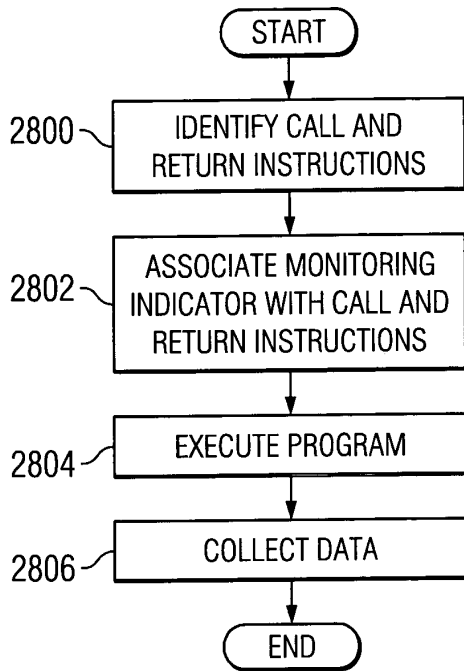 START
2800
IDENTIFY CALL AND
RETURN INSTRUCTIONS
2802
ASSOCIATE MONITORING
INDICATOR WITH CALL AND
RETURN INSTRUCTIONS
2804
EXECUTE PROGRAM
2806
COLLECT DATA
END